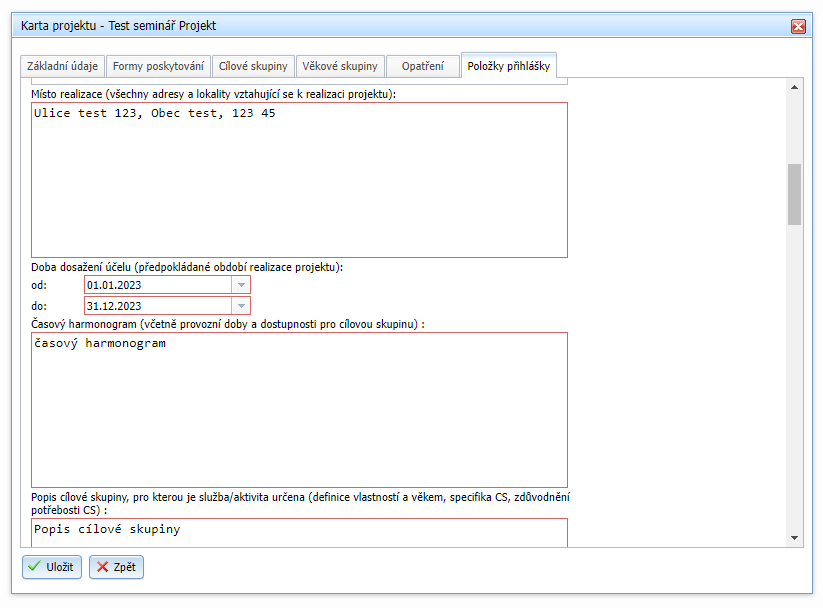 Karta projektu - Test seminář Projekt
Základní údaje Formy poskytování Cílové skupiny Věkové skupiny Opatření Položky přihlášky
Místo realizace (všechny adresy a lokality vztahující se k realizaci projektu):
Ulice test 123, Obec test, 123 45
Doba dosažení účelu (předpokládané období realizace projektu):
od: 01.01.2023
do: 31.12.2023
Časový harmonogram (včetně provozní doby a dostupnosti pro cílovou skupinu) :
časový harmonogram
Popis cílové skupiny, pro kterou je služba/aktivita určena (definice vlastností a věkem, specifika CS, zdůvodnění
potřebosti CS) :
Popis cílové skupiny
Uložit Zpět